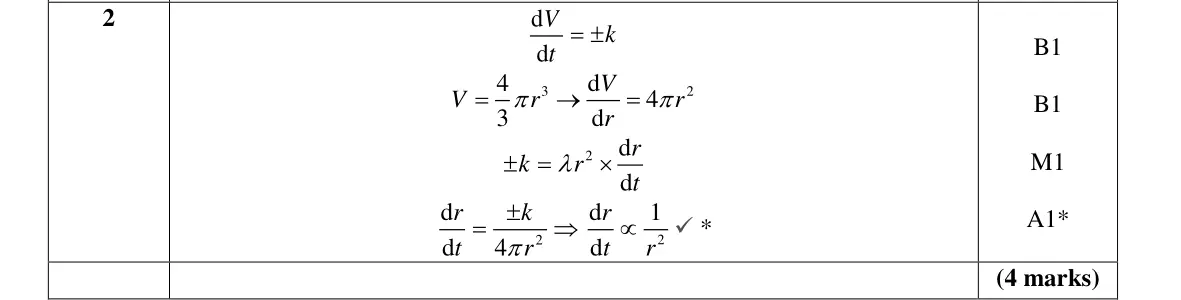 2
dV/dt = ±k
B1
V = 4/3 πr³ → dV/dr = 4πr²
B1
±k = λr² × dr/dt
M1
dr/dt = ±k/4πr² ⇒ dr/dt ∝ 1/r² ✓ *
A1*
(4 marks)